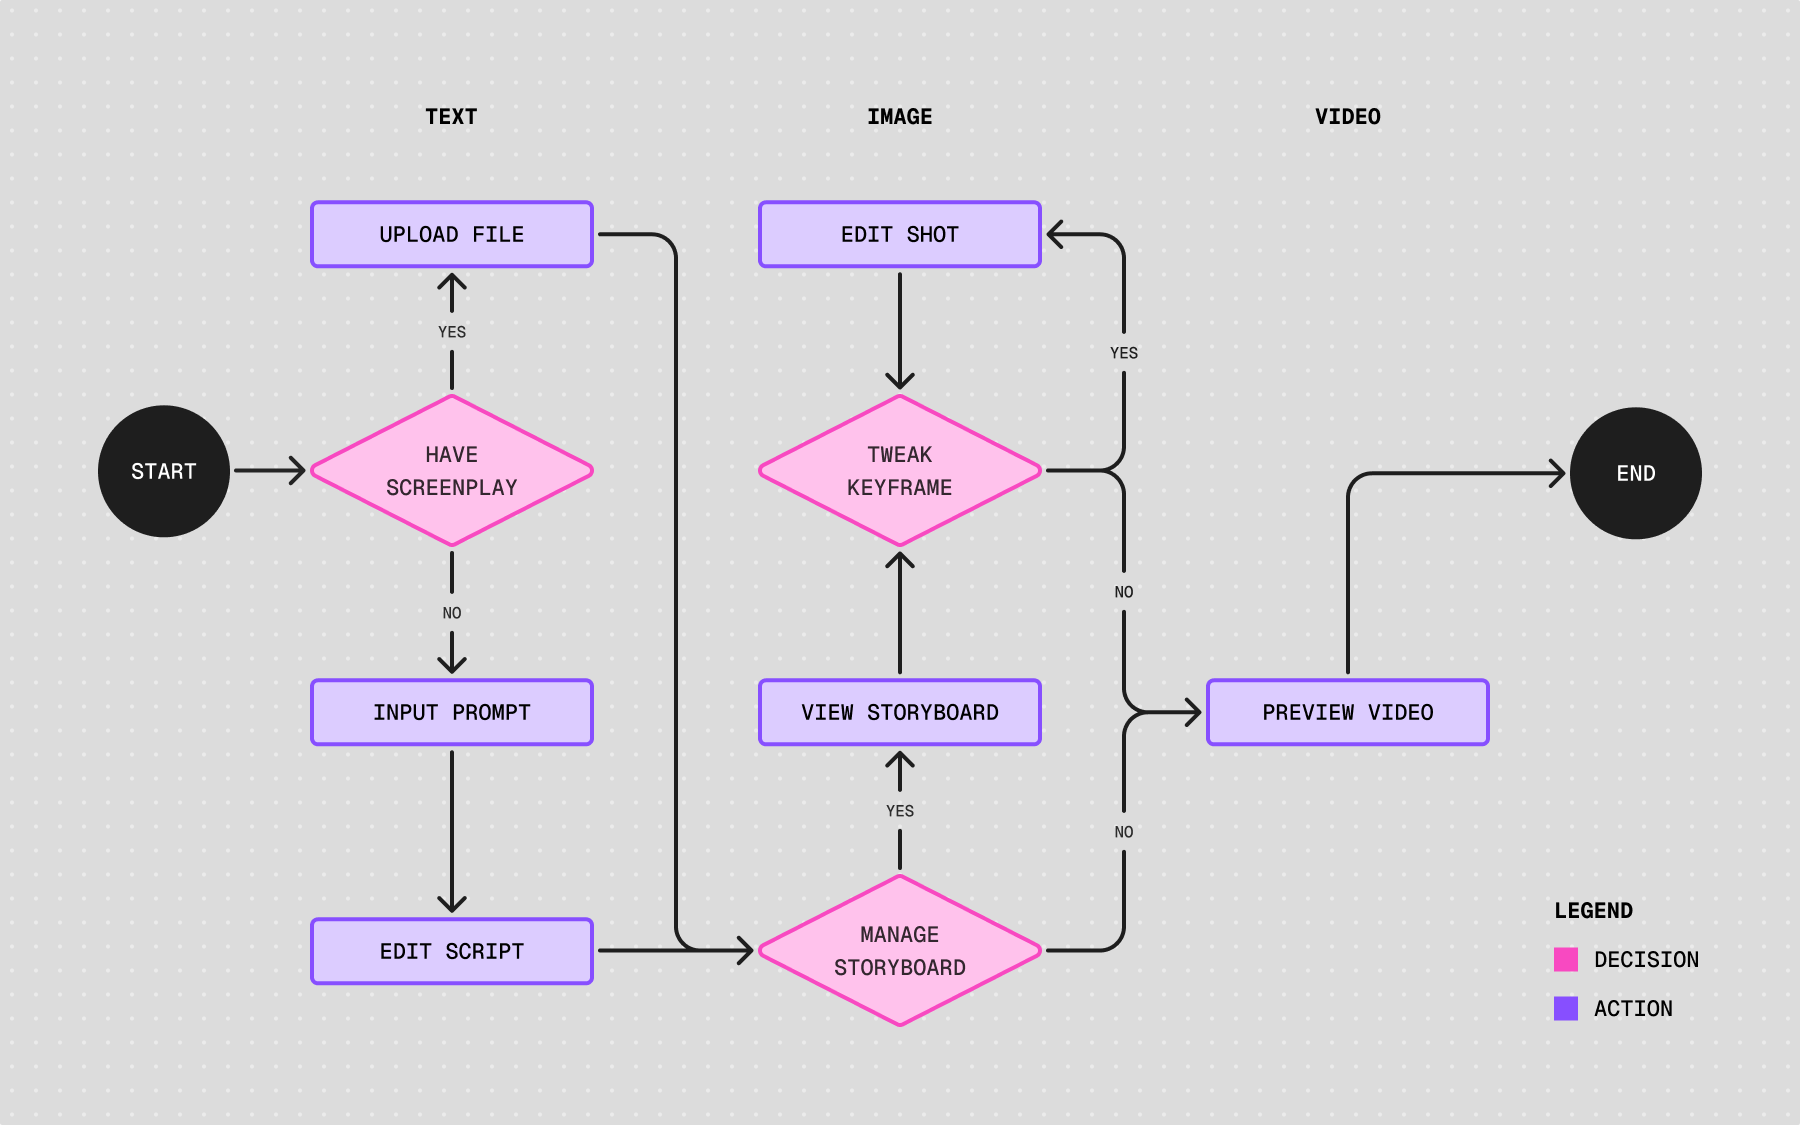 TEXT
IMAGE
VIDEO
UPLOAD FILE
EDIT SHOT
YES
YES
START
HAVE
SCREENPLAY
TWEAK
KEYFRAME
END
NO
NO
INPUT PROMPT
VIEW STORYBOARD
PREVIEW VIDEO
YES
NO
EDIT SCRIPT
MANAGE
STORYBOARD
LEGEND
DECISION
ACTION